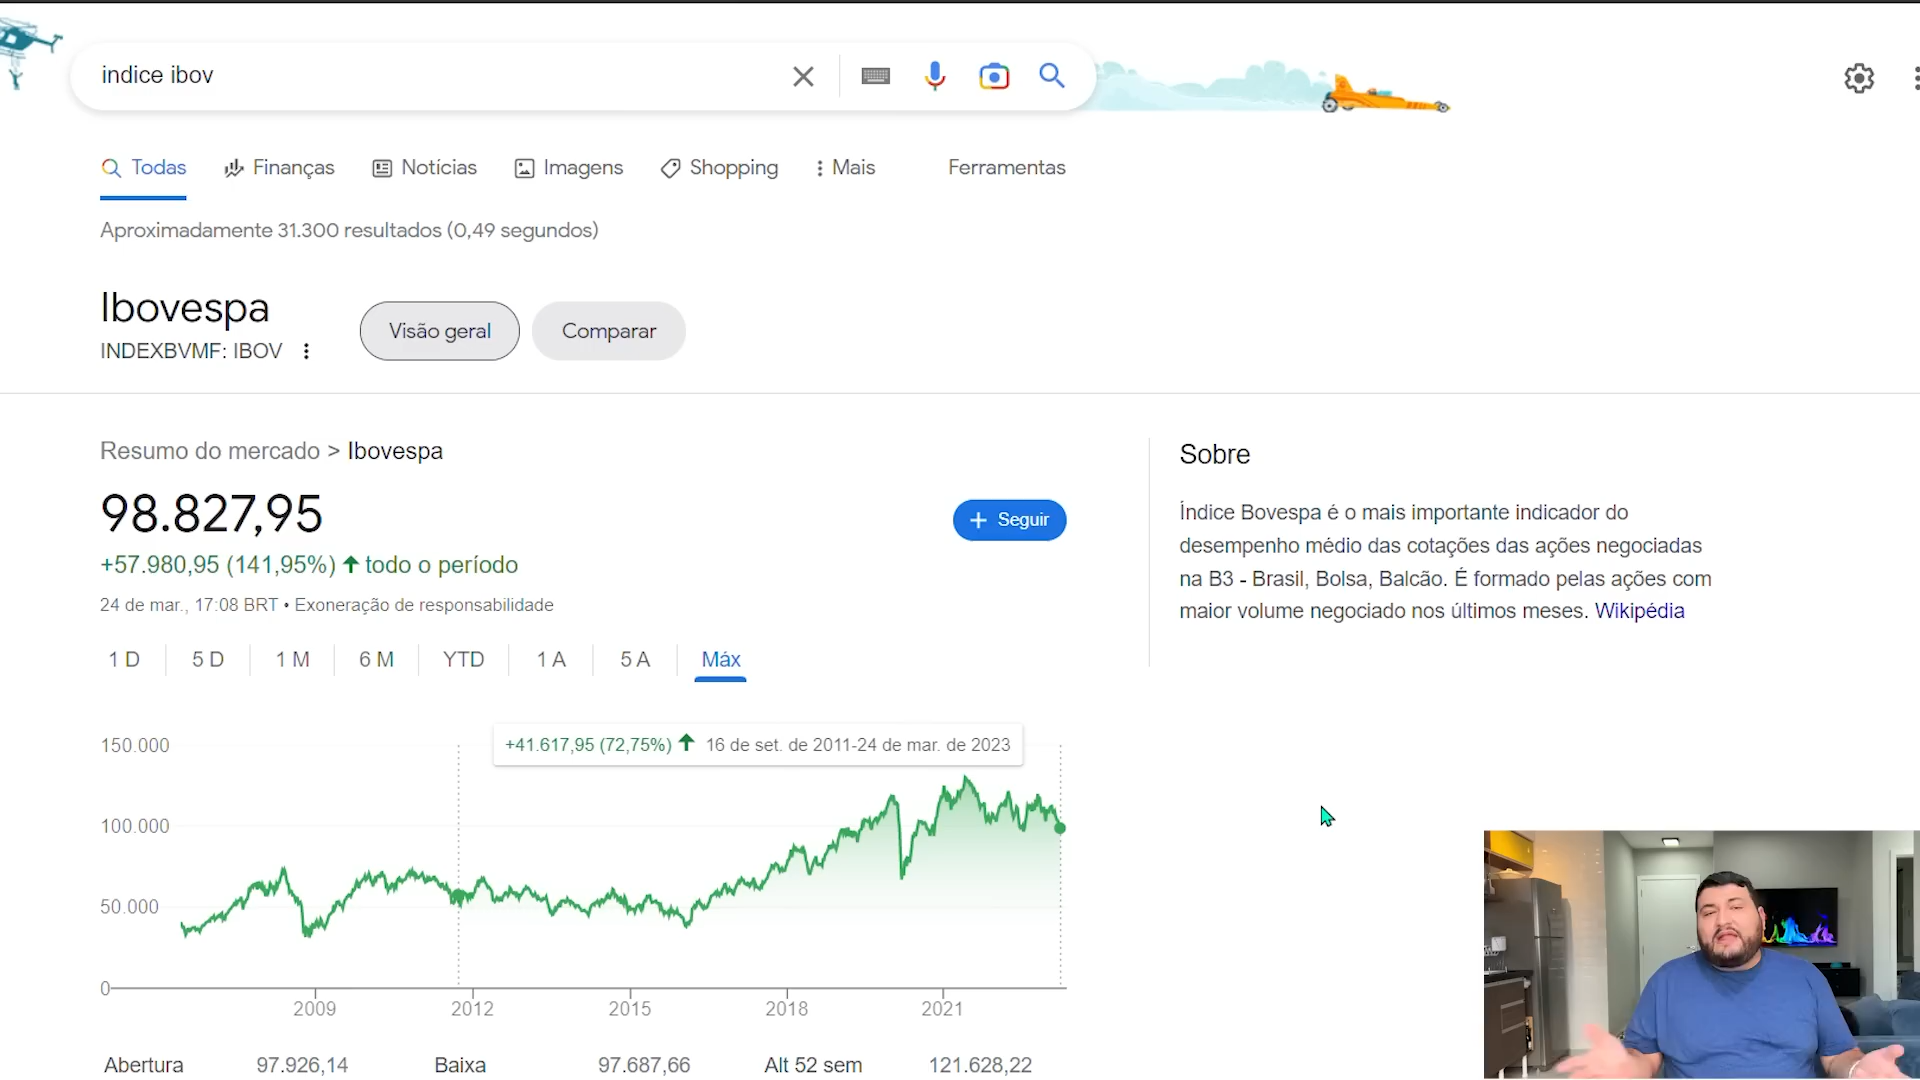 indice ibov
Todas Finanças Notícias Imagens Shopping Mais Ferramentas
Aproximadamente 31.300 resultados (0,49 segundos)
Ibovespa
INDEXBVMF: IBOV
Visão geral Comparar
Resumo do mercado > Ibovespa
98.827,95
+ Seguir
+57.980,95 (141,95%) ↑ todo o período
24 de mar., 17:08 BRT • Exoneração de responsabilidade
1 D 5 D 1 M 6 M YTD 1 A 5 A Máx
+41.617,95 (72,75%) ↑ 16 de set. de 2011-24 de mar. de 2023
150.000
100.000
50.000
0
2009 2012 2015 2018 2021
Abertura 97.926,14 Baixa 97.687,66 Alt 52 sem 121.628,22
Sobre
Índice Bovespa é o mais importante indicador do
desempenho médio das cotações das ações negociadas
na B3 - Brasil, Bolsa, Balcão. É formado pelas ações com
maior volume negociado nos últimos meses. Wikipédia